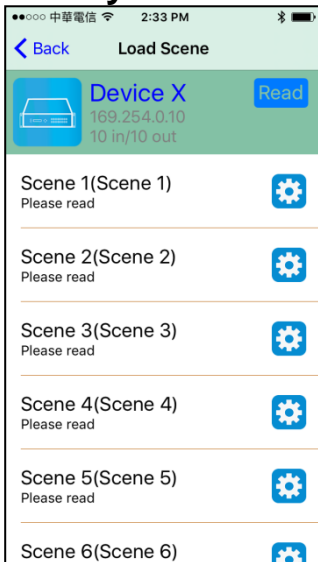 中華電信 2:33 PM
Back Load Scene
Device X Read
169.254.0.10
10 in/10 out
Scene 1(Scene 1)
Please read
Scene 2(Scene 2)
Please read
Scene 3(Scene 3)
Please read
Scene 4(Scene 4)
Please read
Scene 5(Scene 5)
Please read
Scene 6(Scene 6)